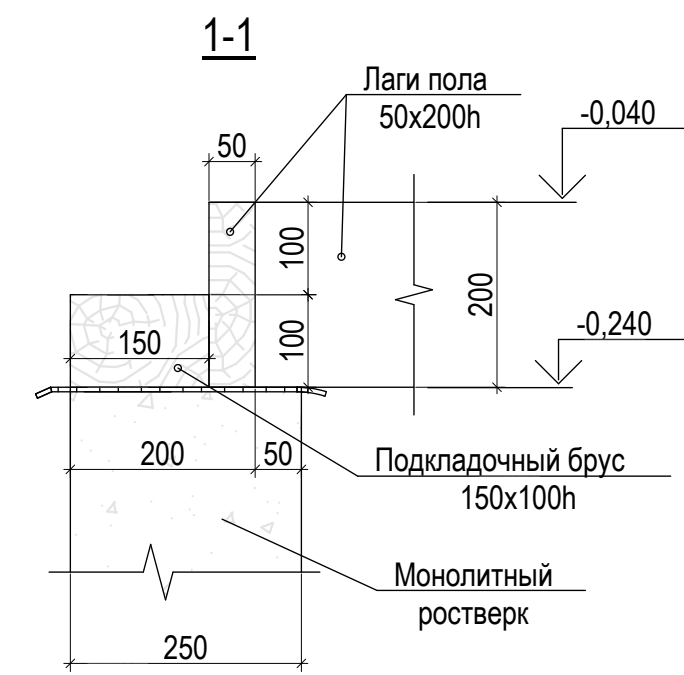 1-1
Лаги пола
50х200h
-0,040
50
100
200
100
-0,240
150
200
50
Подкладочный брус
150х100h
Монолитный
ростверк
250